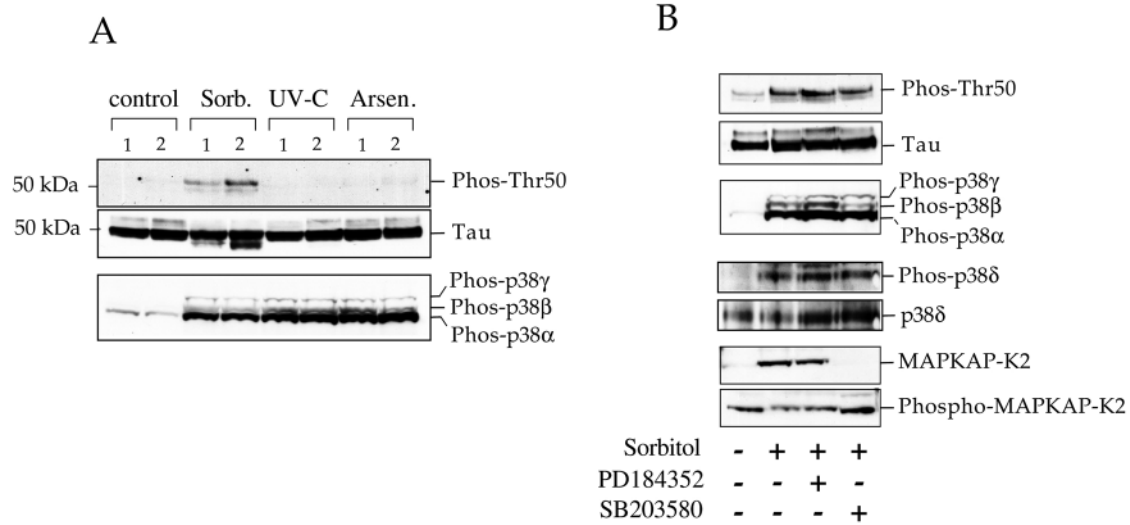 A
control Sorb. UV-C Arsen.
1 2 1 2 1 2 1 2
50 kDa Phos-Thr50
50 kDa Tau
Phos-p38γ
Phos-p38β
Phos-p38α
B
Phos-Thr50
Tau
Phos-p38γ
Phos-p38β
Phos-p38α
Phos-p38δ
p38δ
MAPKAP-K2
Phospho-MAPKAP-K2
Sorbitol - + + +
PD184352 - - + -
SB203580 - - - +